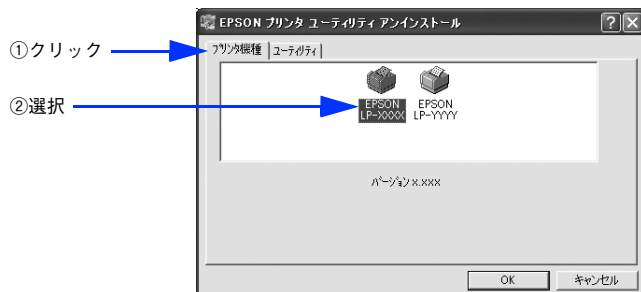 EPSON プリンタ ユーティリティ アンインストール
①クリック
プリンタ機種 ユーティリティ
②選択
EPSON LP-XXXX
EPSON LP-YYYY
バージョン x.xxx
OK キャンセル